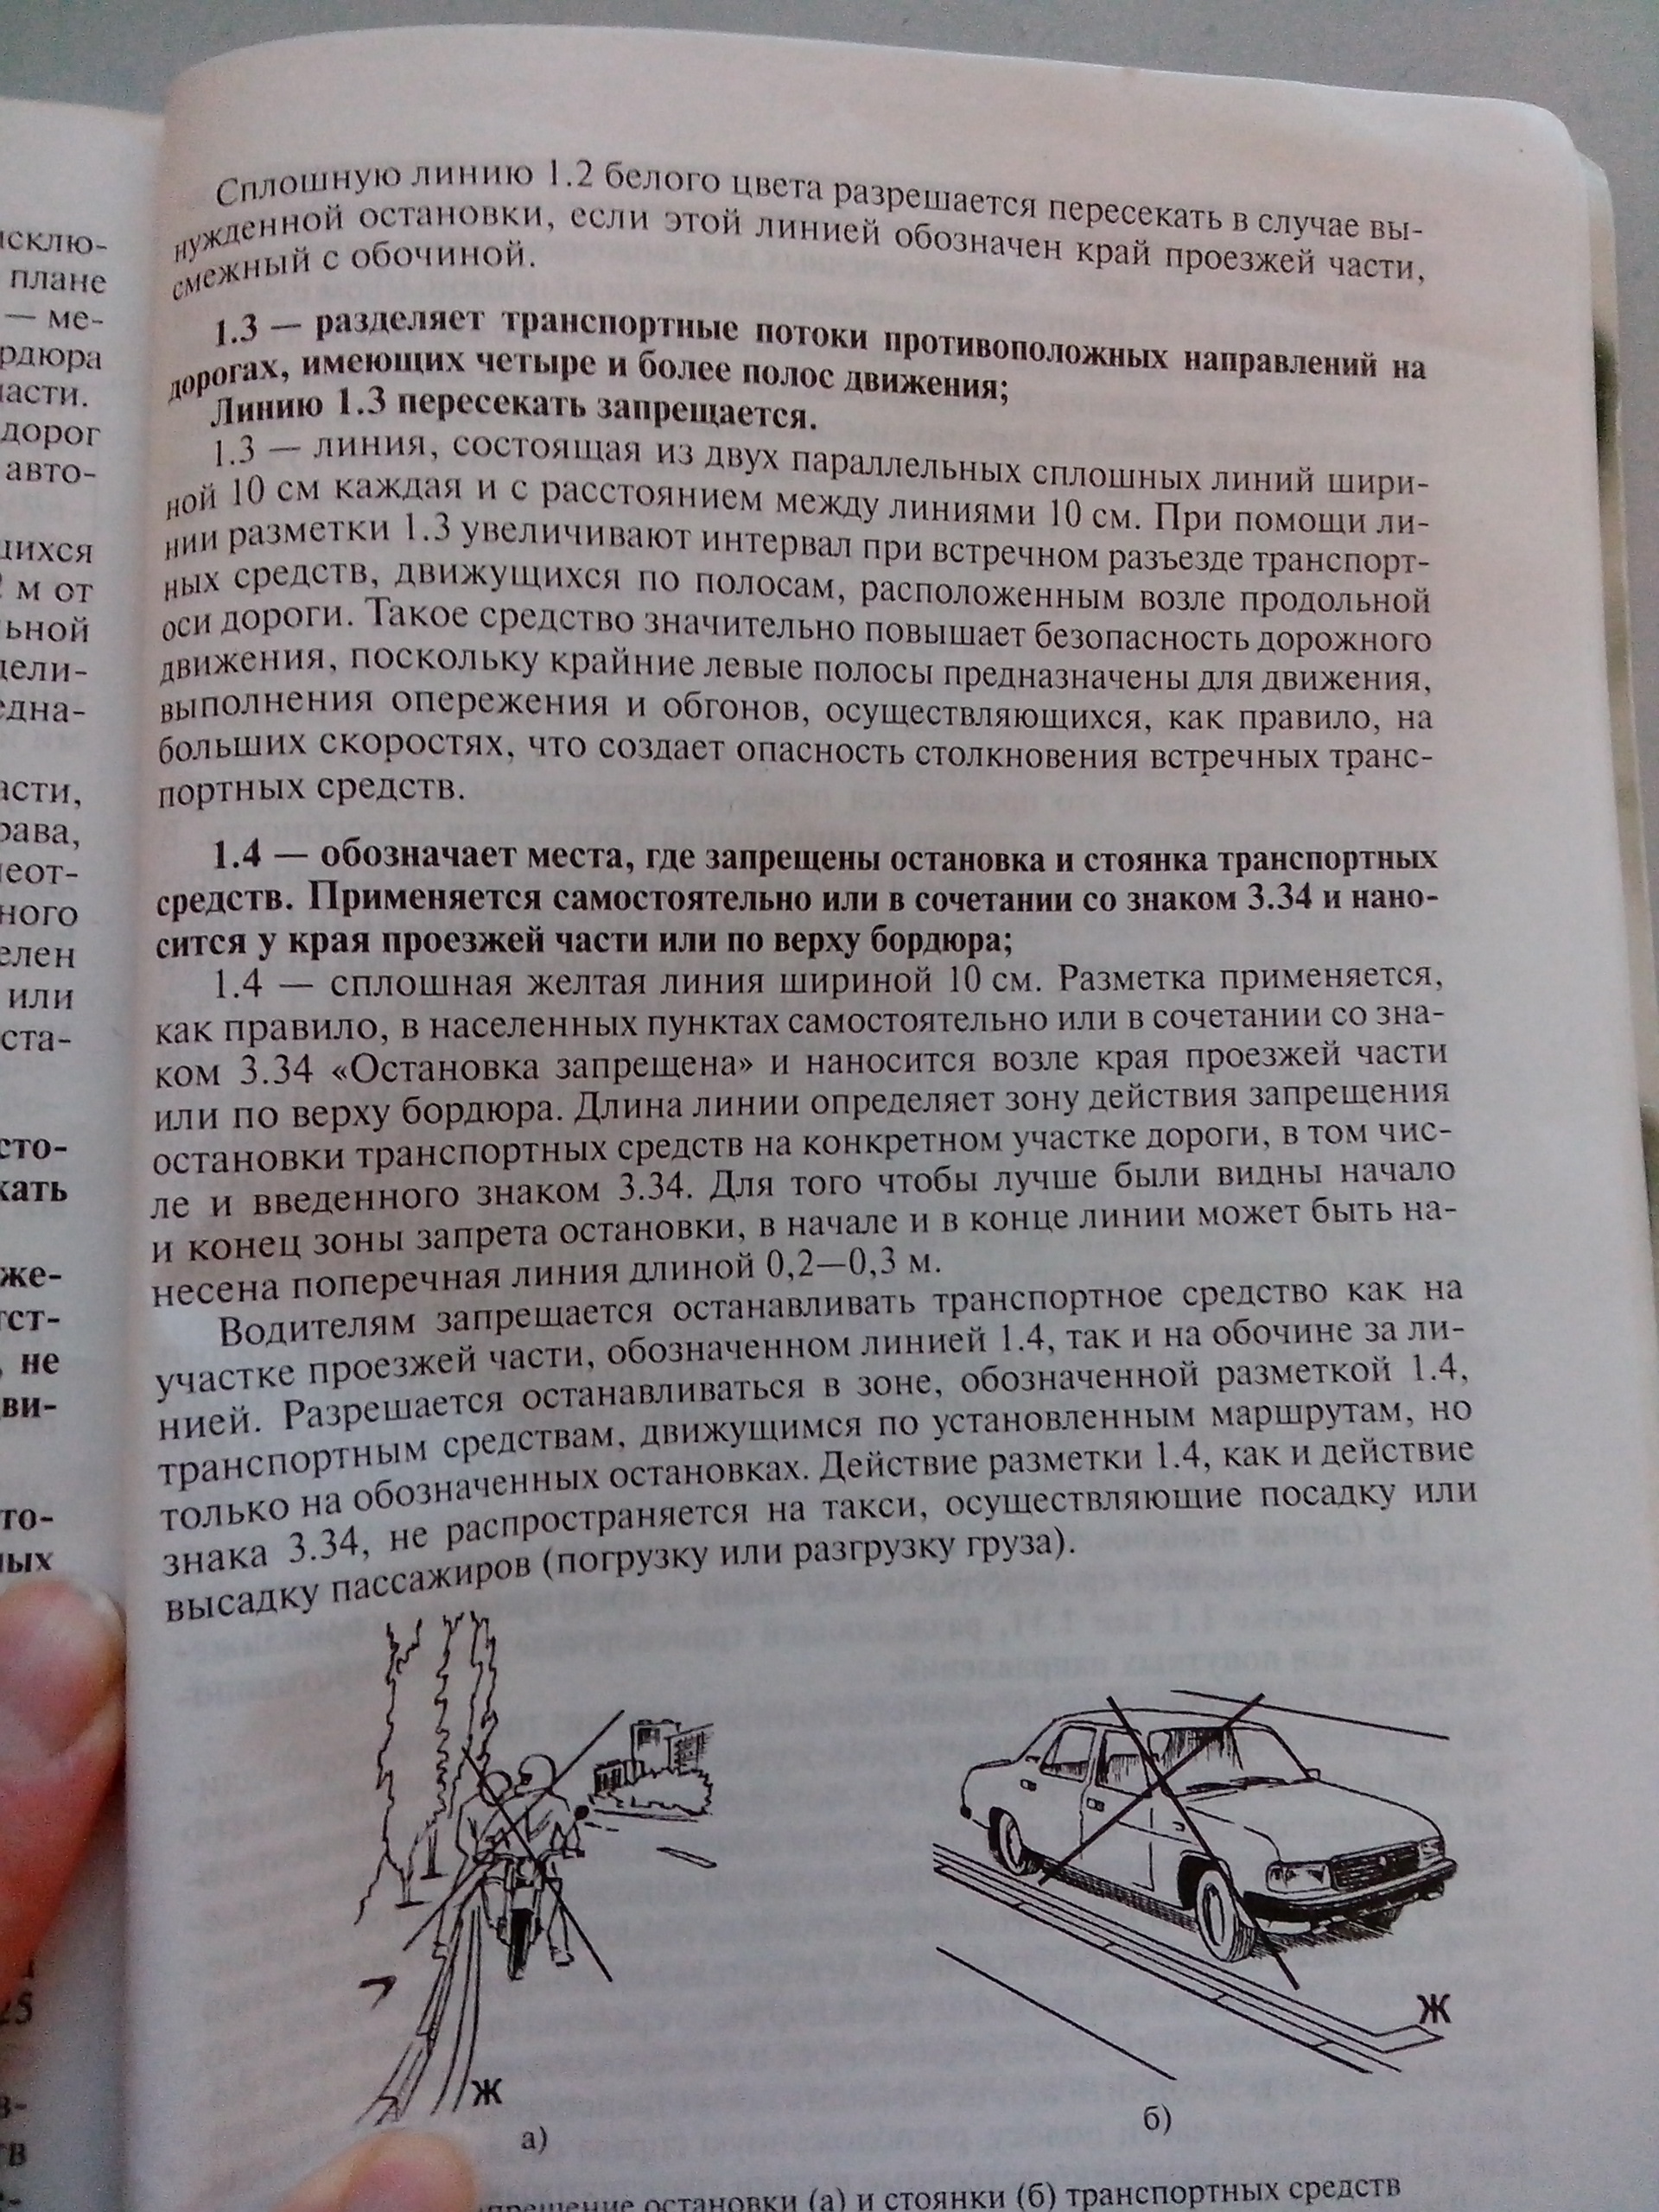 Сплошную линию 1.2 белого цвета разрешается пересекать в случае вы-
нужденной остановки, если этой линией обозначен край проезжей части,
смежный с обочиной.
1.3 — разделяет транспортные потоки противоположных направлений на
дорогах, имеющих четыре и более полос движения;
Линию 1.3 пересекать запрещается.
1.3 — линия, состоящая из двух параллельных сплошных линий шири-
ной 10 см каждая и с расстоянием между линиями 10 см. При помощи ли-
нии разметки 1.3 увеличивают интервал при встречном разъезде транспорт-
ных средств, движущихся по полосам, расположенным возле продольной
оси дороги. Такое средство значительно повышает безопасность дорожного
движения, поскольку крайние левые полосы предназначены для движения,
выполнения опережения и обгонов, осуществляющихся, как правило, на
больших скоростях, что создает опасность столкновения встречных транс-
портных средств.
1.4 — обозначает места, где запрещены остановка и стоянка транспортных
средств. Применяется самостоятельно или в сочетании со знаком 3.34 и нано-
сится у края проезжей части или по верху бордюра;
1.4 — сплошная желтая линия шириной 10 см. Разметка применяется,
как правило, в населенных пунктах самостоятельно или в сочетании со зна-
ком 3.34 «Остановка запрещена» и наносится возле края проезжей части
или по верху бордюра. Длина линии определяет зону действия запрещения
остановки транспортных средств на конкретном участке дороги, в том чис-
ле и введенного знаком 3.34. Для того чтобы лучше были видны начало
и конец зоны запрета остановки, в начале и в конце линии может быть на-
несена поперечная линия длиной 0,2—0,3 м.
Водителям запрещается останавливать транспортное средство как на
участке проезжей части, обозначенном линией 1.4, так и на обочине за ли-
нией. Разрешается останавливаться в зоне, обозначенной разметкой 1.4,
транспортным средствам, движущимся по установленным маршрутам, но
только на обозначенных остановках. Действие разметки 1.4, как и действие
знака 3.34, не распространяется на такси, осуществляющие посадку или
высадку пассажиров (погрузку или разгрузку груза).
Ж
Ж
а)
б)
остановки (а) и стоянки (б) транспортных средств